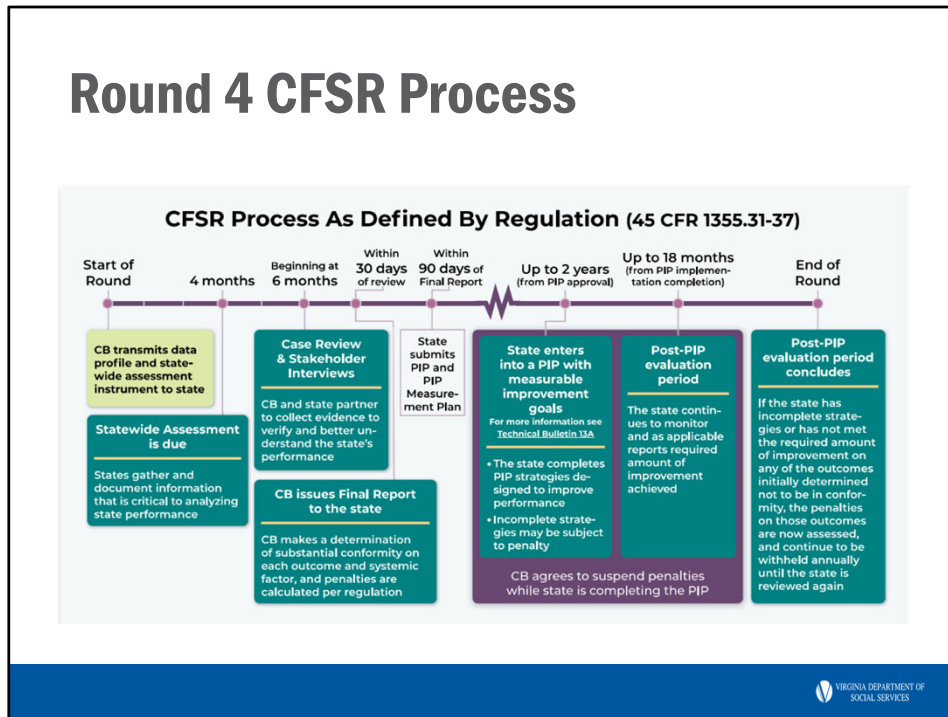 Round 4 CFSR Process
CFSR Process As Defined By Regulation (45 CFR 1355.31-37)
Start of
Round
4 months
Beginning at
6 months
Within
30 days
of review
Within
90 days of
Final Report
Up to 2 years
(from PIP approval)
Up to 18 months
(from PIP implemen-
tation completion)
End of
Round
CB transmits data
profile and state-
wide assessment
instrument to state
Statewide Assessment
is due
States gather and
document information
that is critical to analyzing
state performance
Case Review
& Stakeholder
Interviews
CB and state partner
to collect evidence to
verify and better un-
derstand the state's
performance
CB issues Final Report
to the state
CB makes a determination
of substantial conformity on
each outcome and systemic
factor, and penalties are
calculated per regulation
State
submits
PIP and
PIP
Measure-
ment Plan
State enters
into a PIP with
measurable
improvement
goals
For more information see
Technical Bulletin 13A
• The state completes
PIP strategies de-
signed to improve
performance
• Incomplete strate-
gies may be subject
to penalty
Post-PIP
evaluation
period
The state contin-
ues to monitor
and as applicable
reports required
amount of
improvement
achieved
CB agrees to suspend penalties
while state is completing the PIP
Post-PIP
evaluation period
concludes
If the state has
incomplete strate-
gies or has not met
the required amount
of improvement on
any of the outcomes
initially determined
not to be in confor-
mity, the penalties
on those outcomes
are now assessed,
and continue to be
withheld annually
until the state is
reviewed again
VIRGINIA DEPARTMENT OF
SOCIAL SERVICES